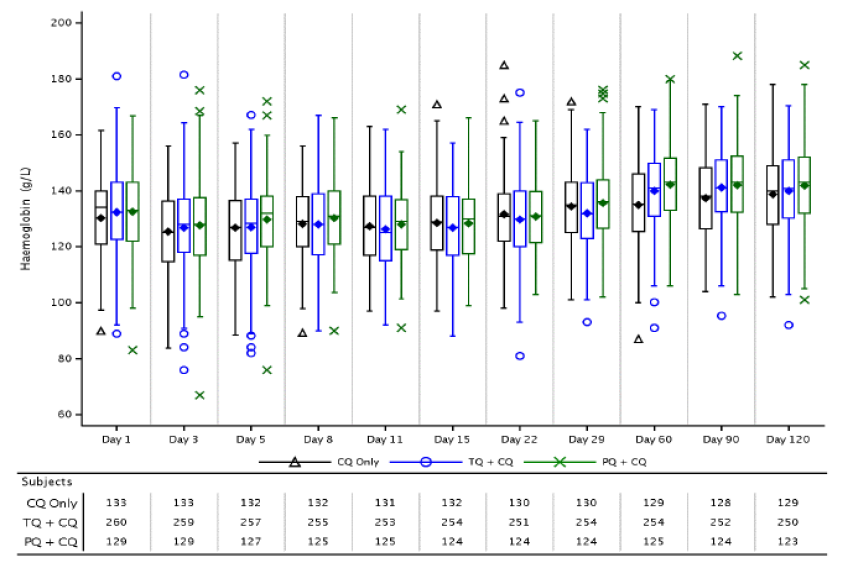 200
180
160
140
120
100
80
60
Haemoglobin (g/L)
Day 1 Day 3 Day 5 Day 8 Day 11 Day 15 Day 22 Day 29 Day 60 Day 90 Day 120
CQ Only TQ + CQ PQ + CQ
Subjects
CQ Only 133 133 132 132 131 132 130 130 129 128 129
TQ + CQ 260 259 257 255 253 254 251 254 254 252 250
PQ + CQ 129 129 127 125 125 124 124 124 125 124 123